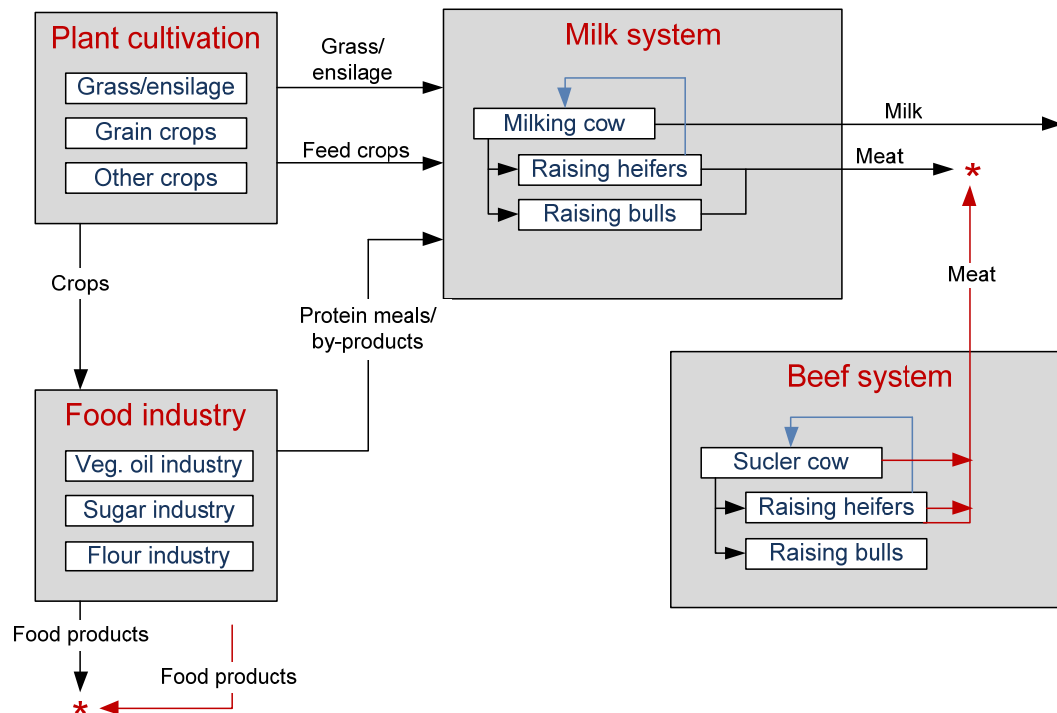 Plant cultivation
Grass/ensilage
Grain crops
Other crops
Grass/
ensilage
Feed crops
Milk system
Milking cow
Raising heifers
Raising bulls
Milk
Meat
*
Crops
Protein meals/
by-products
Meat
Food industry
Veg. oil industry
Sugar industry
Flour industry
Beef system
Sucler cow
Raising heifers
Raising bulls
Food products
Food products
*